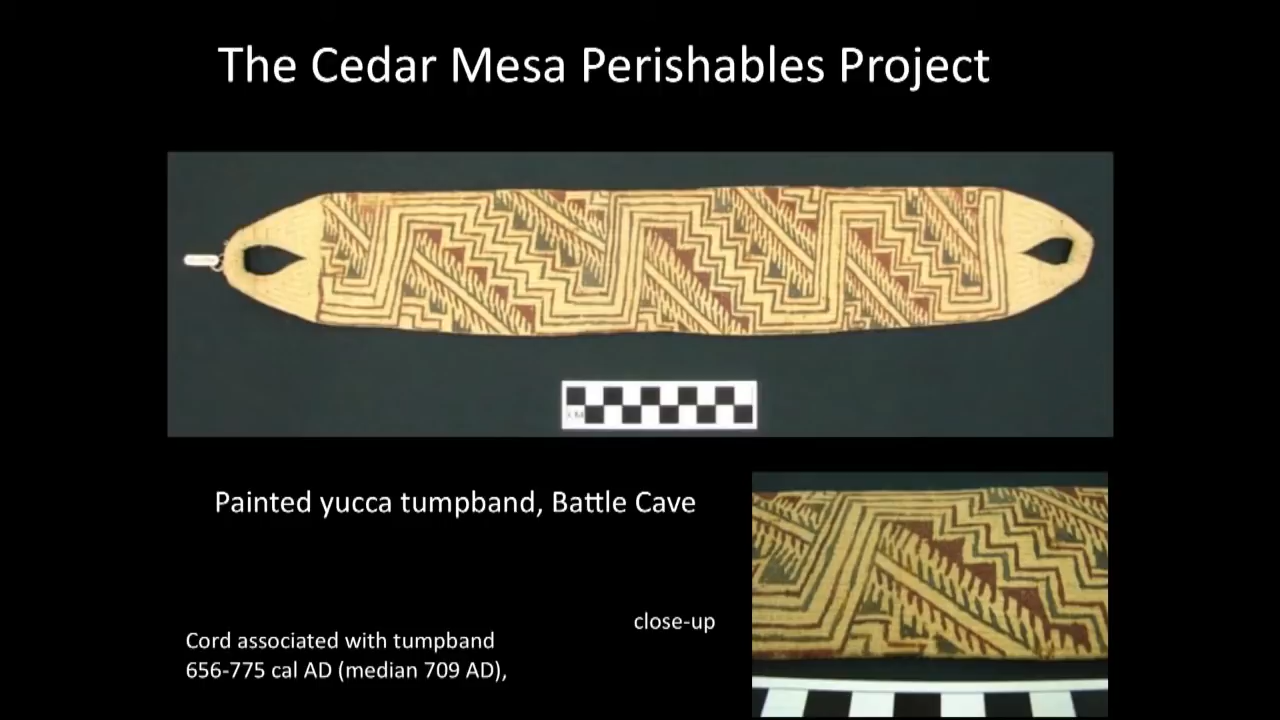 The Cedar Mesa Perishables Project
Painted yucca tumpband, Battle Cave
close-up
Cord associated with tumpband
656-775 cal AD (median 709 AD),